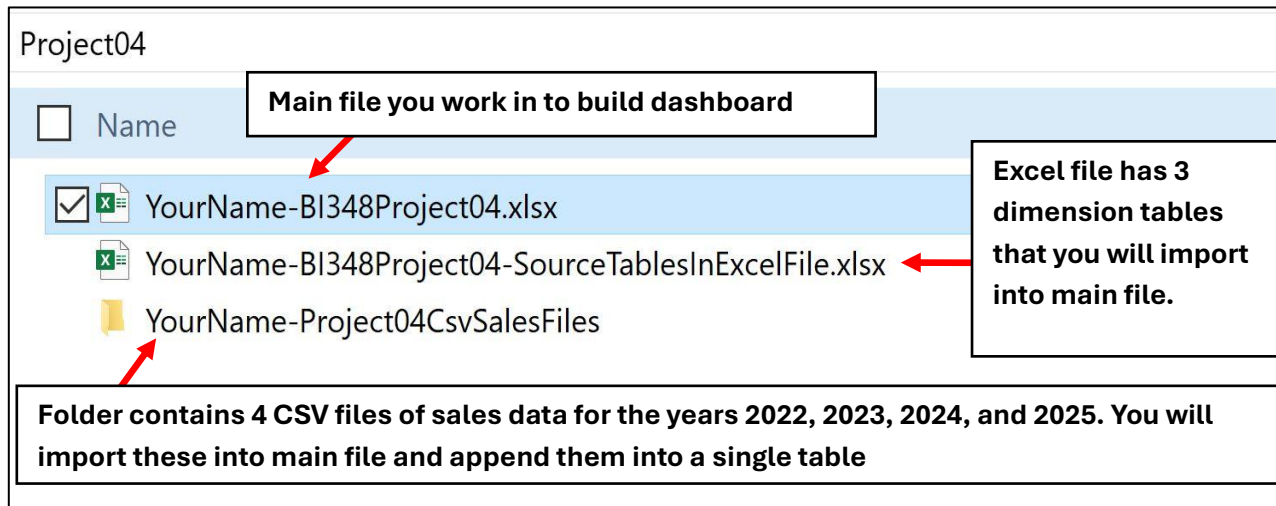 Project04
Main file you work in to build dashboard
Name
Excel file has 3
dimension tables
that you will import
into main file.
YourName-BI348Project04.xlsx
YourName-BI348Project04-SourceTablesInExcelFile.xlsx
YourName-Project04CsvSalesFiles
Folder contains 4 CSV files of sales data for the years 2022, 2023, 2024, and 2025. You will
import these into main file and append them into a single table